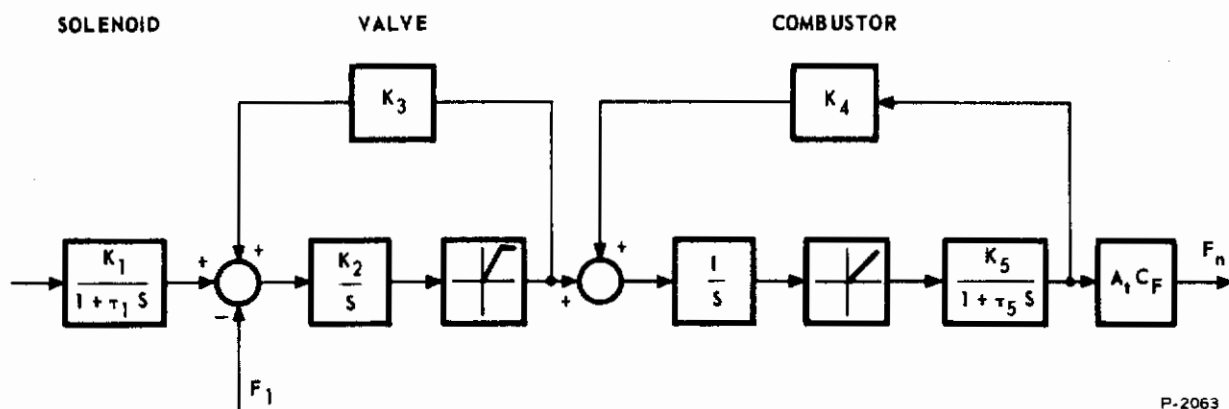 SOLENOID VALVE COMBUSTOR
K3
K4
+ +
K1
1 + τ1 S
+ +
−
K2
S
+
1
S
K5
1 + τ5 S
At CF
Fn
F1
P-2063